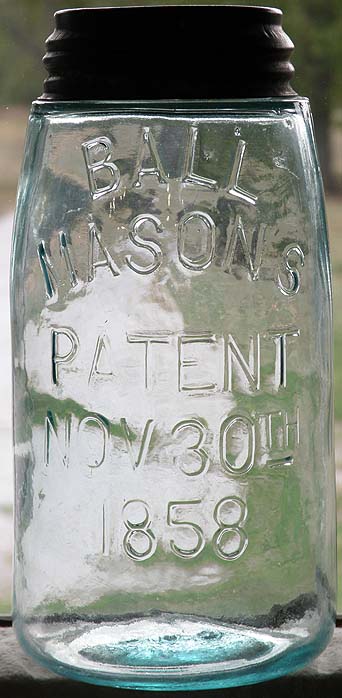 BALL
MASON'S
PATENT
NOV 30TH
1858